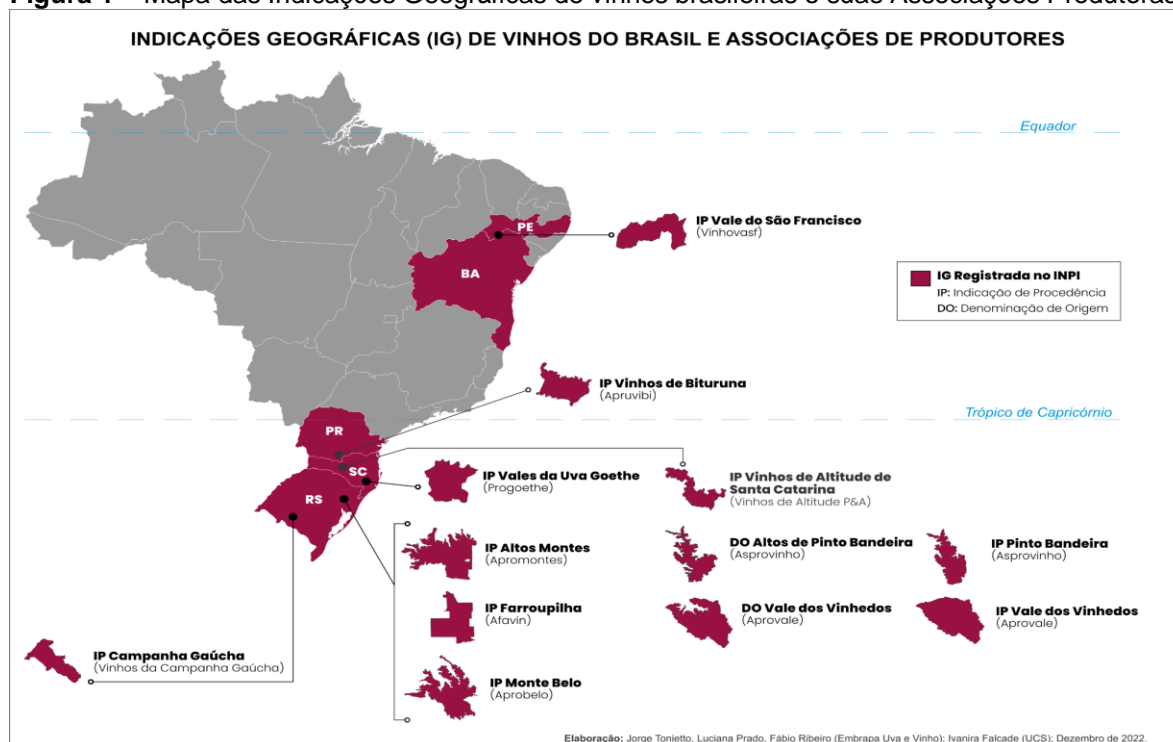 Figura 1 – Mapa das Indicações Geográficas de vinhos brasileiras e suas Associações Produtoras
INDICAÇÕES GEOGRÁFICAS (IG) DE VINHOS DO BRASIL E ASSOCIAÇÕES DE PRODUTORES
Equador
PE
IP Vale do São Francisco
(Vinhovasf)
BA
IG Registrada no INPI
IP: Indicação de Procedência
DO: Denominação de Origem
IP Vinhos de Bituruna
(Apruvibi)
Trópico de Capricórnio
PR
SC
RS
IP Vales da Uva Goethe
(Progoethe)
IP Vinhos de Altitude de
Santa Catarina
(Vinhos de Altitude P&A)
IP Altos Montes
(Apromontes)
DO Altos de Pinto Bandeira
(Asprovinho)
IP Pinto Bandeira
(Asprovinho)
IP Farroupilha
(Afavin)
DO Vale dos Vinhedos
(Aprovale)
IP Vale dos Vinhedos
(Aprovale)
IP Campanha Gaúcha
(Vinhos da Campanha Gaúcha)
IP Monte Belo
(Aprobelo)
Elaboração: Jorge Tonietto, Luciana Prado, Fábio Ribeiro (Embrapa Uva e Vinho); Ivanira Falcade (UCS); Dezembro de 2022.